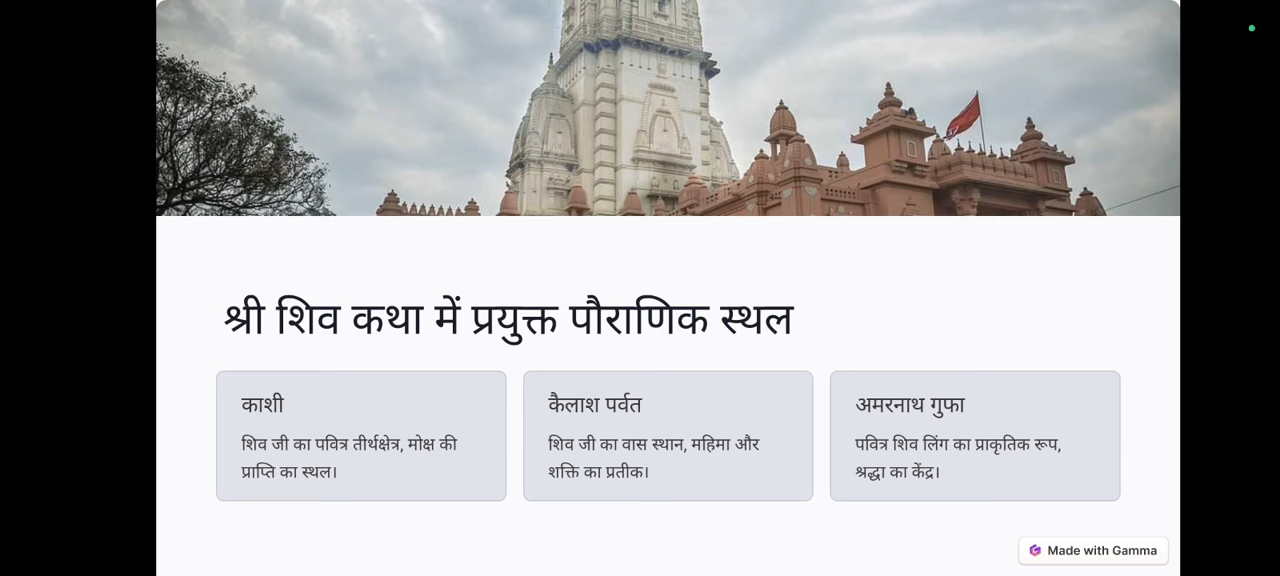 श्री शिव कथा में प्रयुक्त पौराणिक स्थल
काशी
शिव जी का पवित्र तीर्थक्षेत्र, मोक्ष की
प्राप्ति का स्थल।
कैलाश पर्वत
शिव जी का वास स्थान, महिमा और
शक्ति का प्रतीक।
अमरनाथ गुफा
पवित्र शिव लिंग का प्राकृतिक रूप,
श्रद्धा का केंद्र।
Made with Gamma